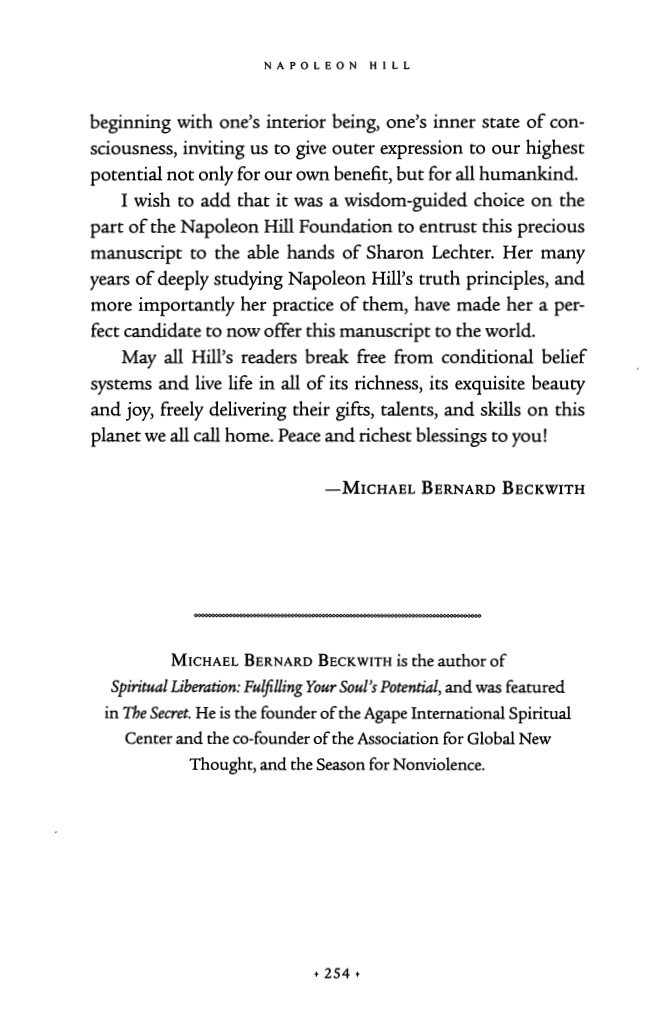 NAPOLEON HILL
beginning with one's interior being, one's inner state of con-
sciousness, inviting us to give outer expression to our highest
potential not only for our own benefit, but for all humankind.
I wish to add that it was a wisdom-guided choice on the
part of the Napoleon Hill Foundation to entrust this precious
manuscript to the able hands of Sharon Lechter. Her many
years of deeply studying Napoleon Hill's truth principles, and
more importantly her practice of them, have made her a per-
fect candidate to now offer this manuscript to the world.
May all Hill's readers break free from conditional belief
systems and live life in all of its richness, its exquisite beauty
and joy, freely delivering their gifts, talents, and skills on this
planet we all call home. Peace and richest blessings to you!
—MICHAEL BERNARD BECKWITH
MICHAEL BERNARD BECKWITH is the author of
Spiritual Liberation: Fulfilling Your Soul's Potential, and was featured
in The Secret. He is the founder of the Agape International Spiritual
Center and the co-founder of the Association for Global New
Thought, and the Season for Nonviolence.
254